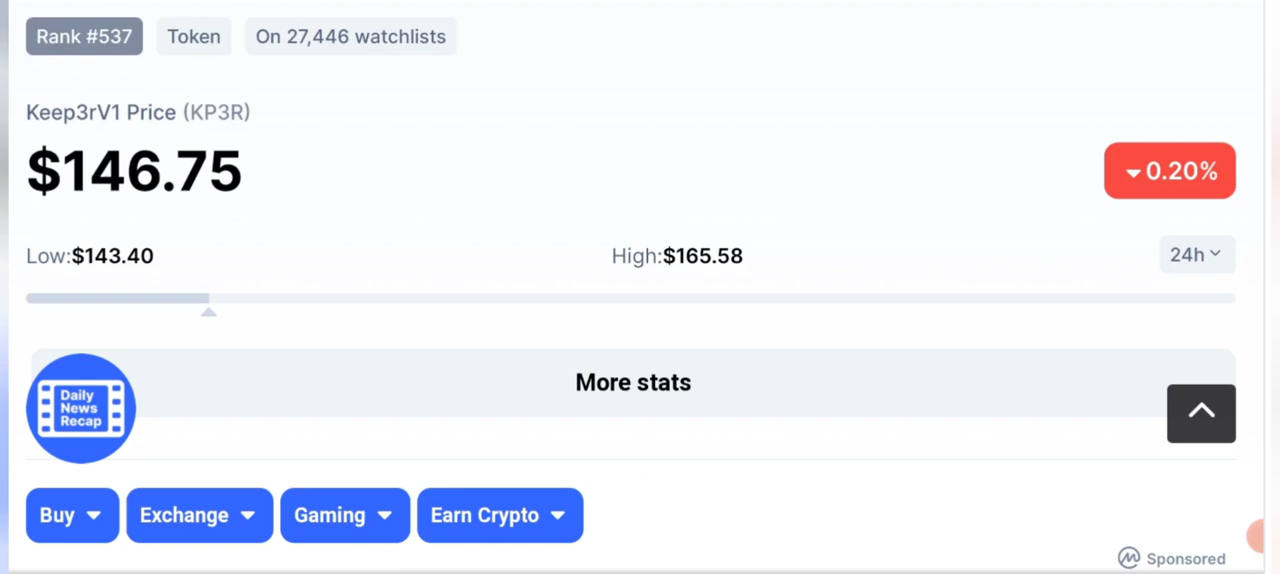 Rank #537 Token On 27,446 watchlists
Keep3rV1 Price (KP3R)
$146.75
0.20%
Low:$143.40 High:$165.58 24h
More stats
Daily
News
Recap
Buy Exchange Gaming Earn Crypto
Sponsored